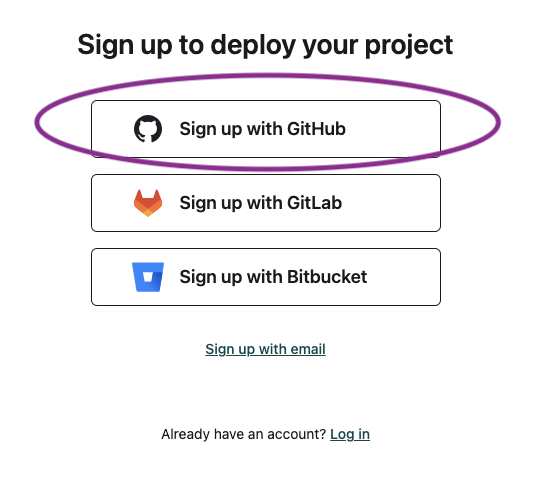 Sign up to deploy your project
Sign up with GitHub
Sign up with GitLab
Sign up with Bitbucket
Sign up with email
Already have an account? Log in